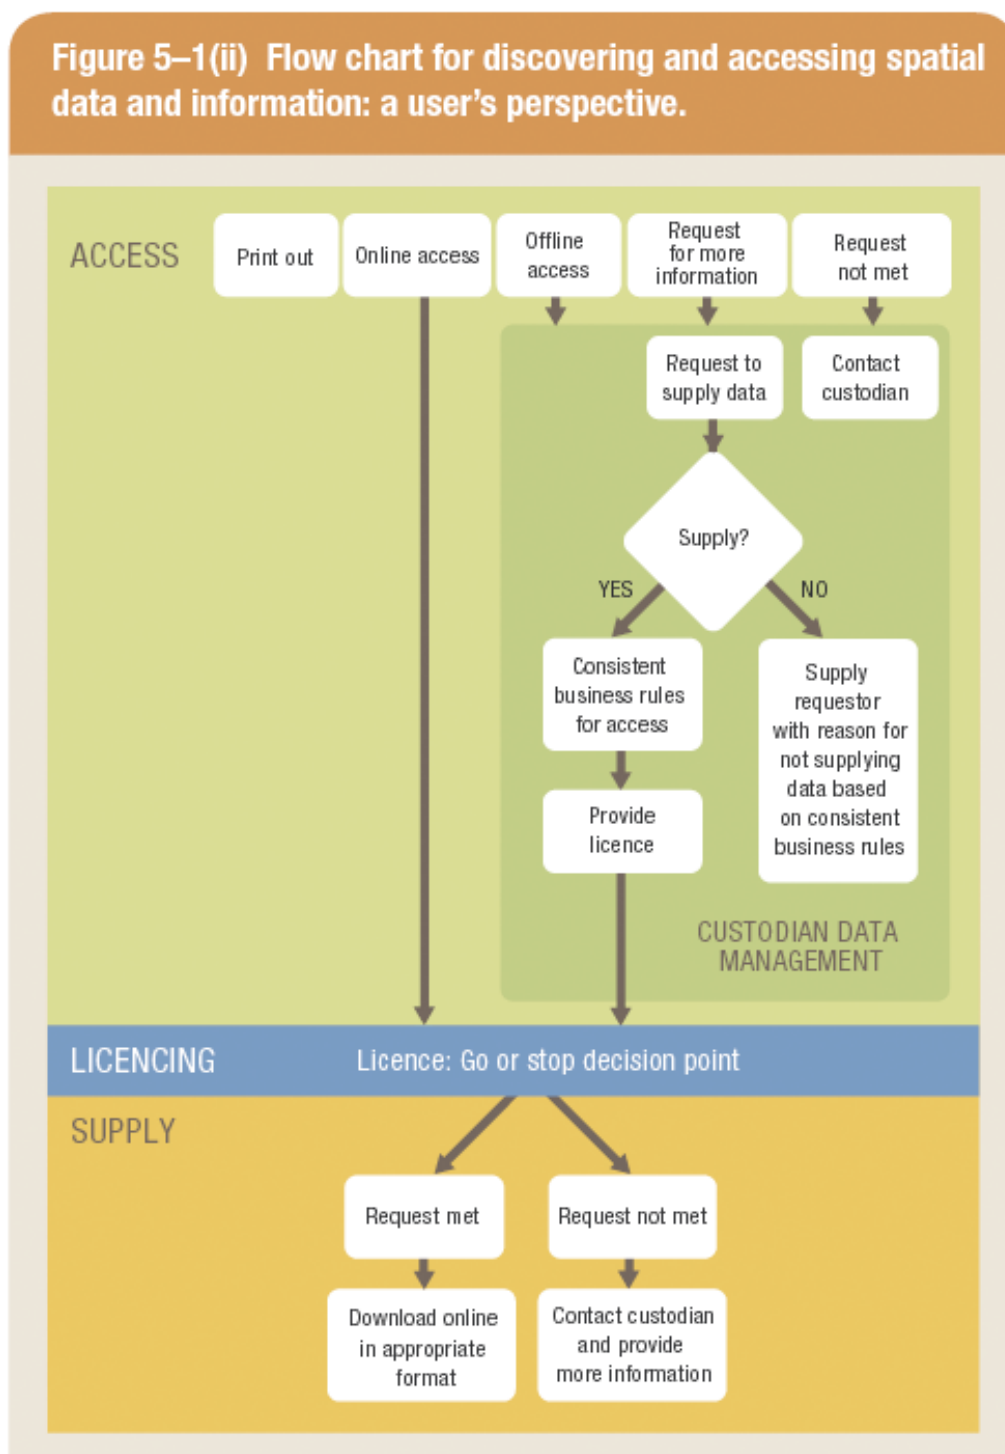 Figure 5–1(ii) Flow chart for discovering and accessing spatial
data and information: a user's perspective.
ACCESS
Print out
Online access
Offline
access
Request
for more
information
Request
not met
Request to
supply data
Contact
custodian
Supply?
YES
NO
Consistent
business rules
for access
Supply
requestor
with reason for
not supplying
data based
on consistent
business rules
Provide
licence
CUSTODIAN DATA
MANAGEMENT
LICENCING
Licence: Go or stop decision point
SUPPLY
Request met
Request not met
Download online
in appropriate
format
Contact custodian
and provide
more information